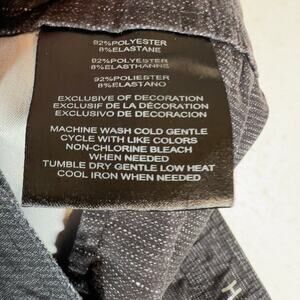 92%POLYESTER
8%ELASTANE
92%POLYESTER
8%ELASTHANNE
92%POLIESTER
8%ELASTANO
EXCLUSIVE OF DECORATION
EXCLUSIF DE LA DÉCORATION
EXCLUSIVO DE DECORACION
MACHINE WASH COLD GENTLE
CYCLE WITH LIKE COLORS
NON-CHLORINE BLEACH
WHEN NEEDED
TUMBLE DRY GENTLE LOW HEAT
COOL IRON WHEN NEEDED